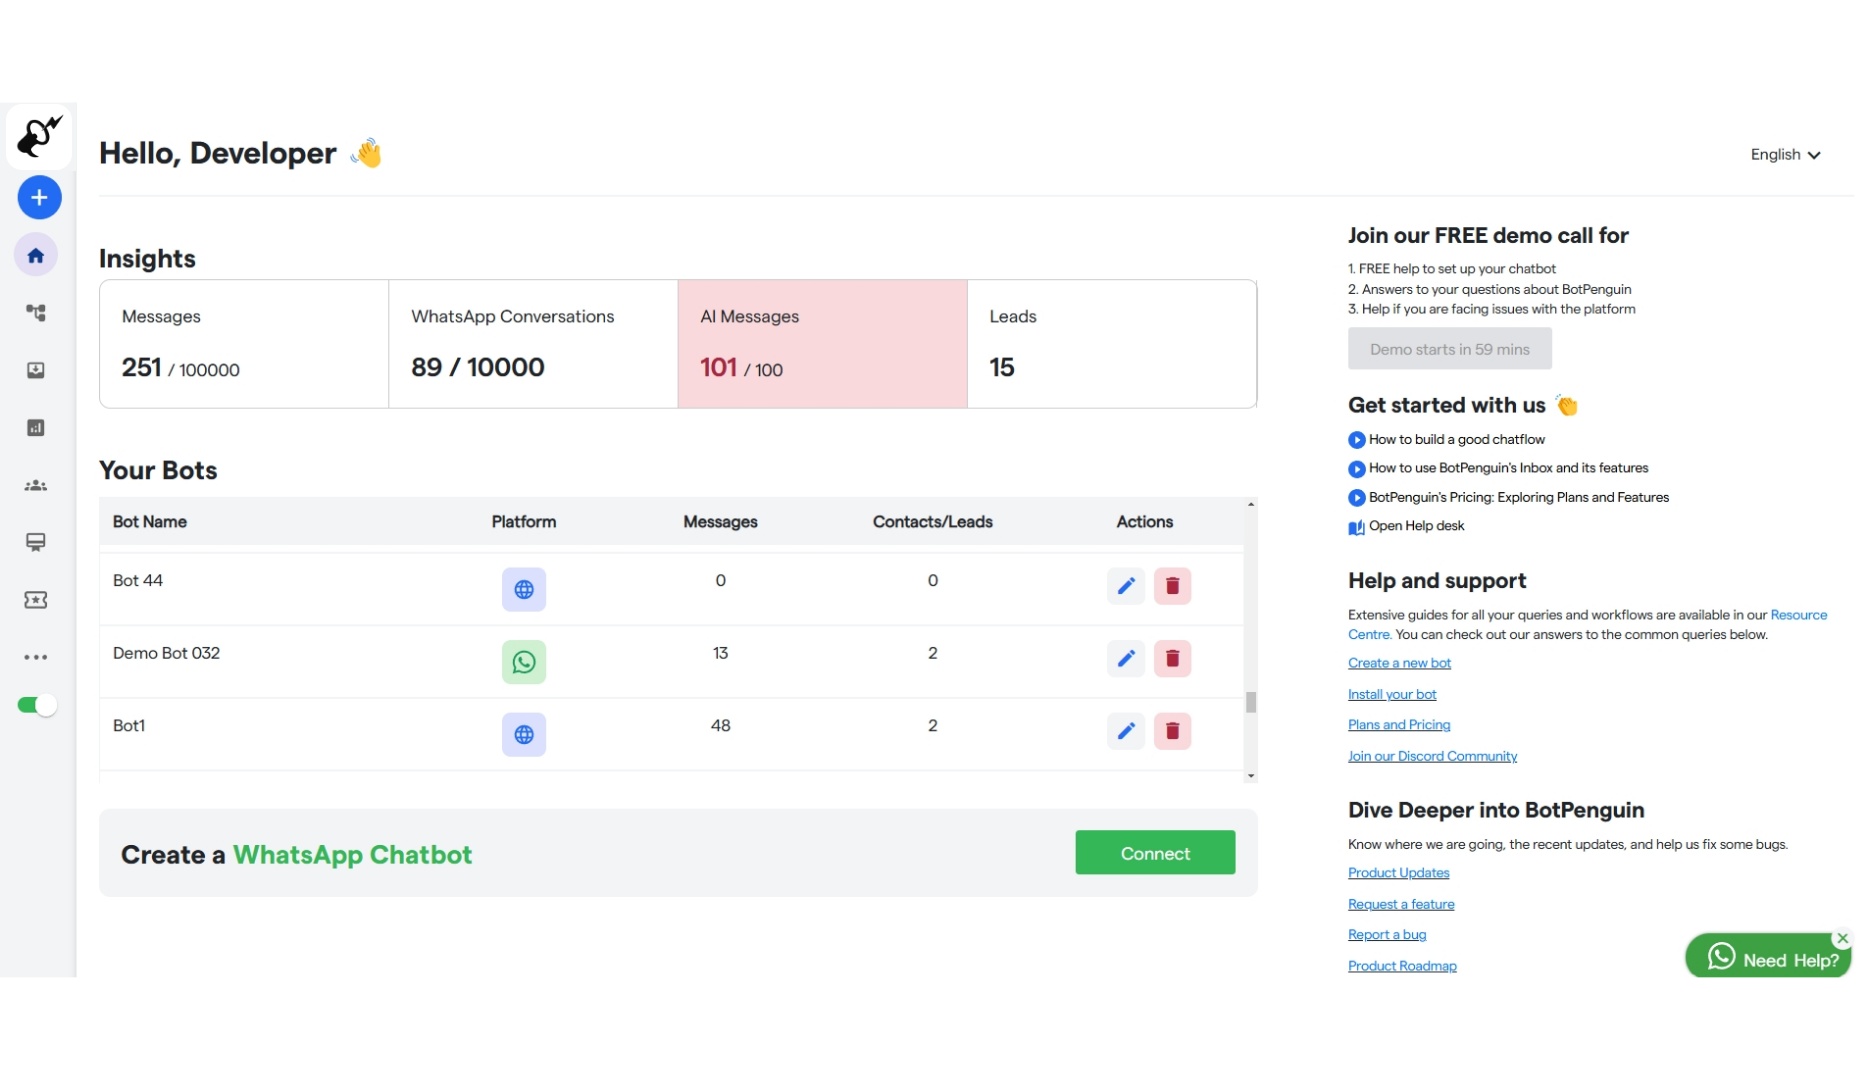 Hello, Developer
English
Insights
Messages
251 / 100000
WhatsApp Conversations
89 / 10000
AI Messages
101 / 100
Leads
15
Your Bots
Bot Name Platform Messages Contacts/Leads Actions
Bot 44 0 0
Demo Bot 032 13 2
Bot1 48 2
Create a WhatsApp Chatbot
Connect
Join our FREE demo call for
1. FREE help to set up your chatbot
2. Answers to your questions about BotPenguin
3. Help if you are facing issues with the platform
Demo starts in 59 mins
Get started with us
How to build a good chatflow
How to use BotPenguin's Inbox and its features
BotPenguin's Pricing: Exploring Plans and Features
Open Help desk
Help and support
Extensive guides for all your queries and workflows are available in our Resource
Centre. You can check out our answers to the common queries below.
Create a new bot
Install your bot
Plans and Pricing
Join our Discord Community
Dive Deeper into BotPenguin
Know where we are going, the recent updates, and help us fix some bugs.
Product Updates
Request a feature
Report a bug
Product Roadmap
Need Help?